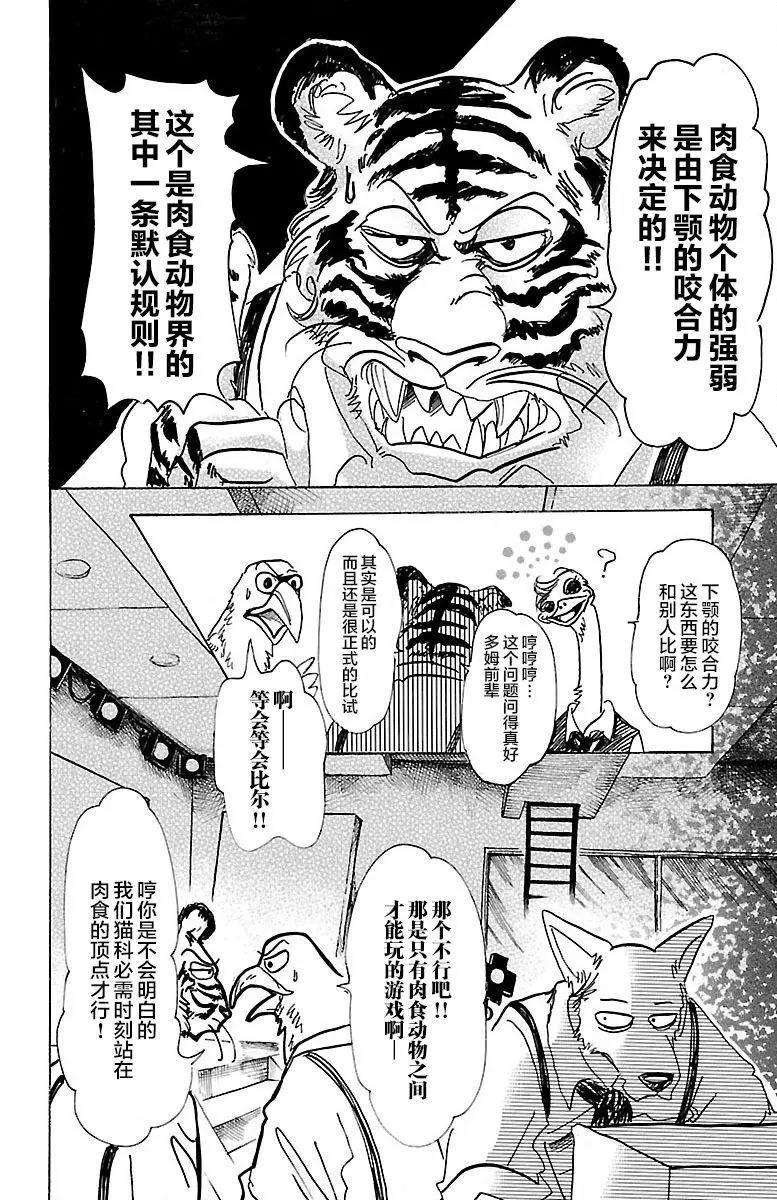 肉食动物个体的强弱
是由下颚的咬合力
来决定的!!
这个是肉食动物界的
其中一条默认规则!!
下颚的咬合力?
这东西要怎么
和别人比啊?
哼哼哼…
这个问题问得真好
多姆前辈
其实是可以的
而且还是很正式的比试
啊——
等会等会比尔!!
那个不行吧!!
那是只有肉食动物之间
才能玩的游戏啊—
哼你是不会明白的
我们猫科必需时刻站在
肉食的顶点才行!
?